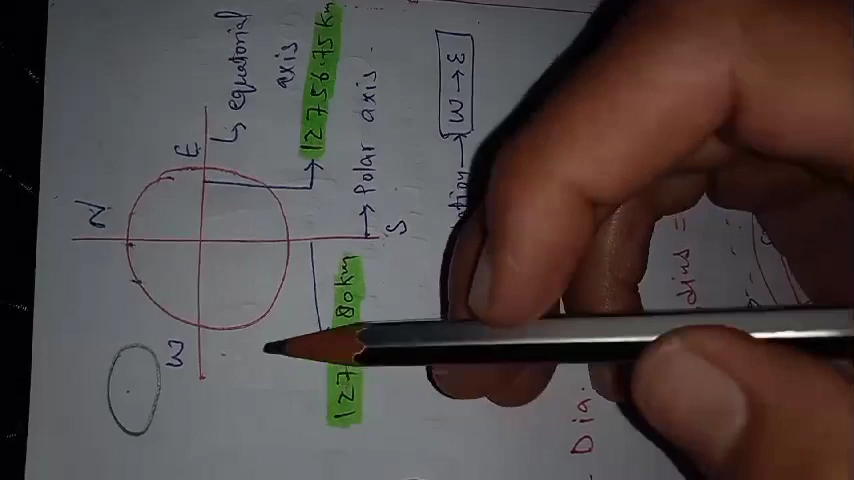 N
E
W
S
↳ equatorial
axis
12756.75 km
→ Polar axis
80 km
W → E
Dia.